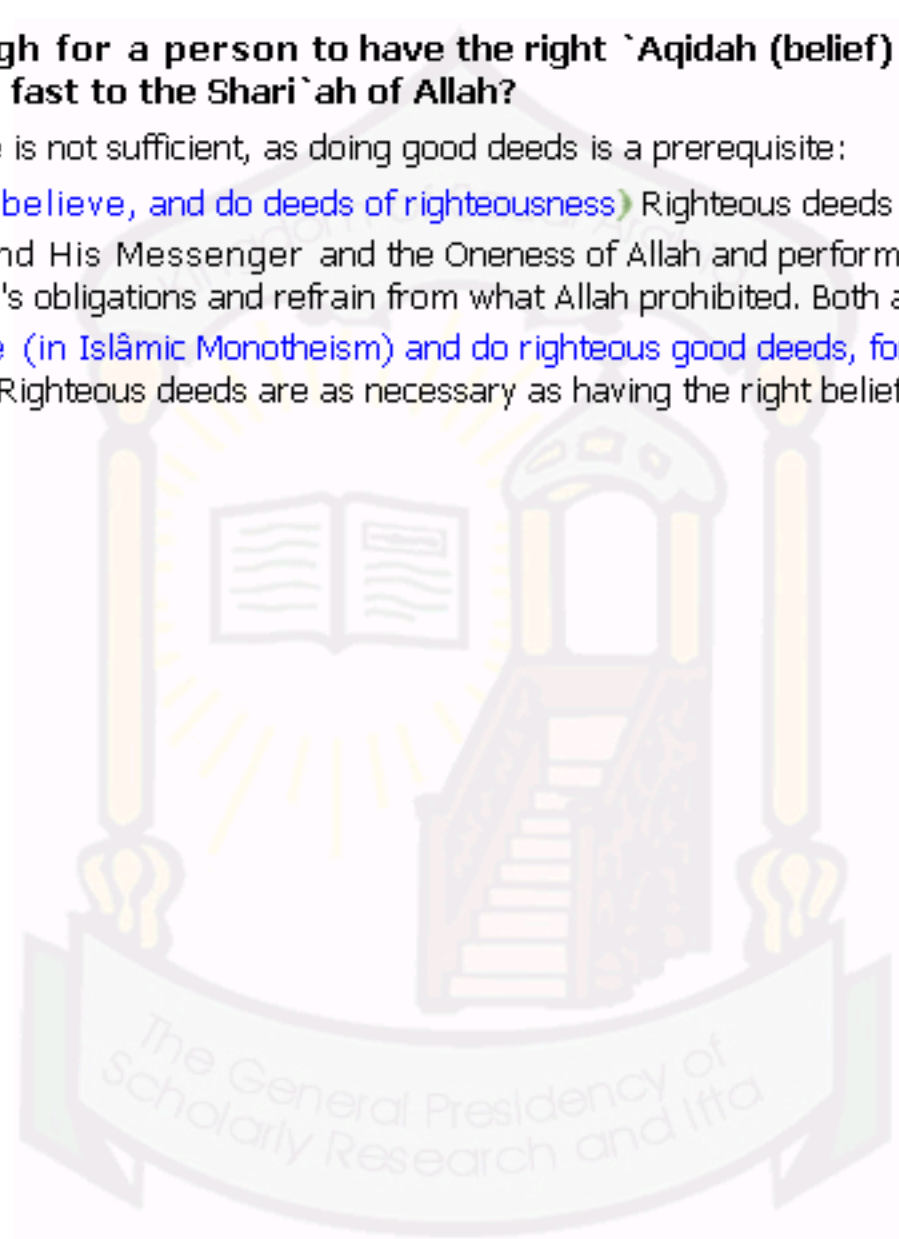 gh for a person to have the right `Aqidah (belief)
fast to the Shari`ah of Allah?
e is not sufficient, as doing good deeds is a prerequisite:
believe, and do deeds of righteousness) Righteous deeds
nd His Messenger and the Oneness of Allah and perform
's obligations and refrain from what Allah prohibited. Both a
e (in Islâmic Monotheism) and do righteous good deeds, fo
Righteous deeds are as necessary as having the right belief
Kingdom of Saudi Arabia
The General Presidency of
Scholarly Research and Ifta